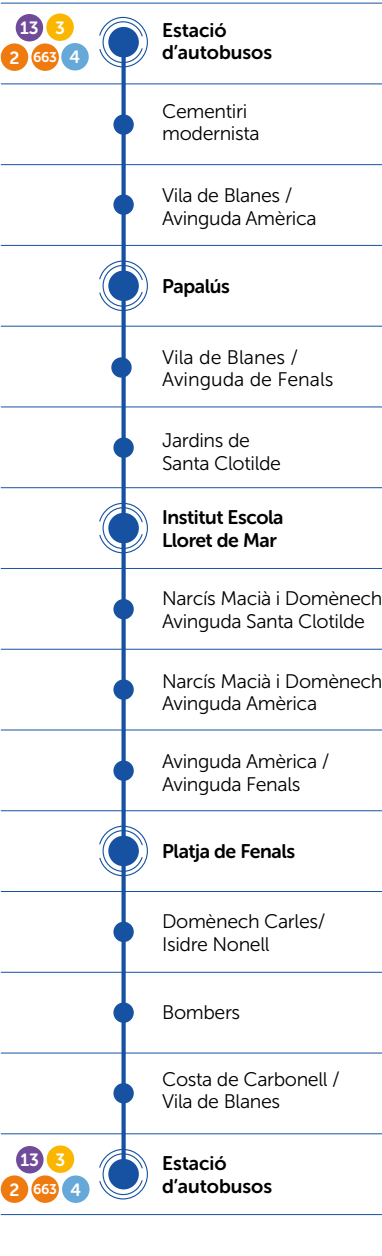 13 3
2 663 4
Estació
d'autobusos
Cementiri
modernista
Vila de Blanes /
Avinguda Amèrica
Papalús
Vila de Blanes /
Avinguda de Fenals
Jardins de
Santa Clotilde
Institut Escola
Lloret de Mar
Narcís Macià i Domènech
Avinguda Santa Clotilde
Narcís Macià i Domènech
Avinguda Amèrica
Avinguda Amèrica /
Avinguda Fenals
Platja de Fenals
Domènech Carles/
Isidre Nonell
Bombers
Costa de Carbonell /
Vila de Blanes
13 3
2 663 4
Estació
d'autobusos